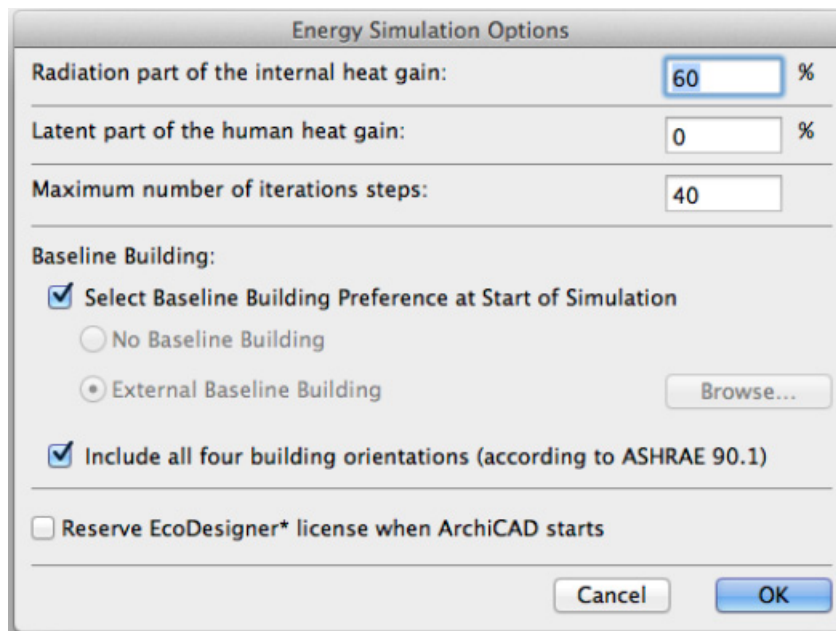 Energy Simulation Options
Radiation part of the internal heat gain: 60 %
Latent part of the human heat gain: 0 %
Maximum number of iterations steps: 40
Baseline Building:
Select Baseline Building Preference at Start of Simulation
No Baseline Building
External Baseline Building Browse...
Include all four building orientations (according to ASHRAE 90.1)
Reserve EcoDesigner* license when ArchiCAD starts
Cancel OK